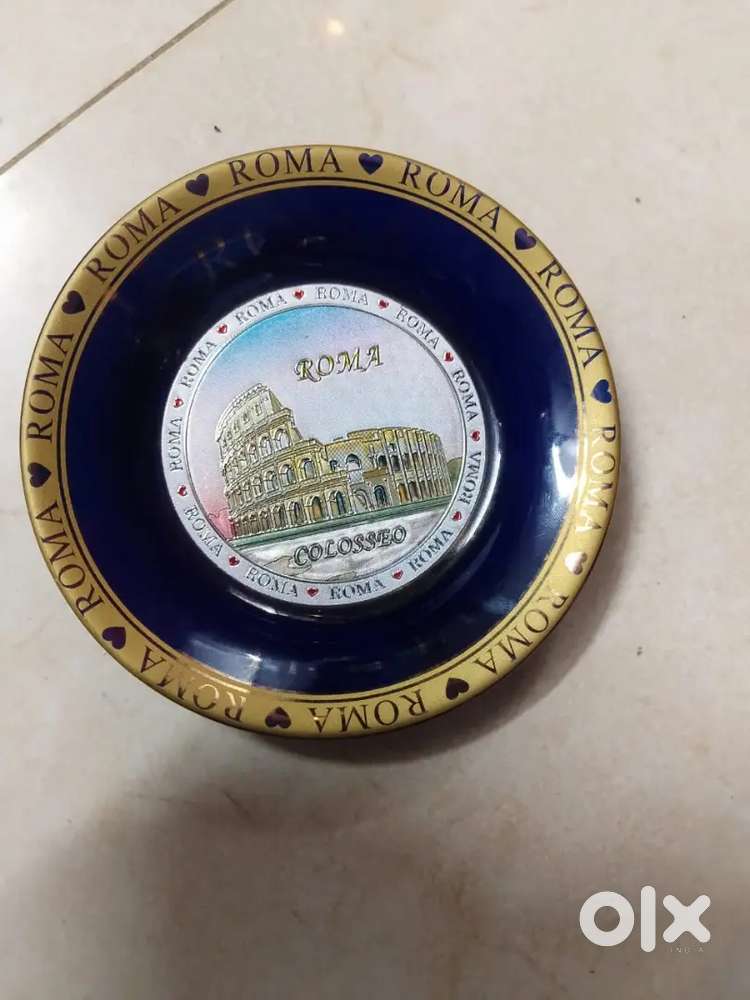 ROMA ♥ ROMA ♥ ROMA ♥ ROMA ♥ ROMA ♥ ROMA ♥ ROMA ♥ ROMA ♥ ROMA ♥ ROMA ♥
ROMA ♥ ROMA ♥ ROMA ♥ ROMA ♥ ROMA ♥ ROMA ♥ ROMA ♥ ROMA ♥ ROMA ♥ ROMA ♥ ROMA ♥
ROMA
COLOSSEO
olx
INDIA